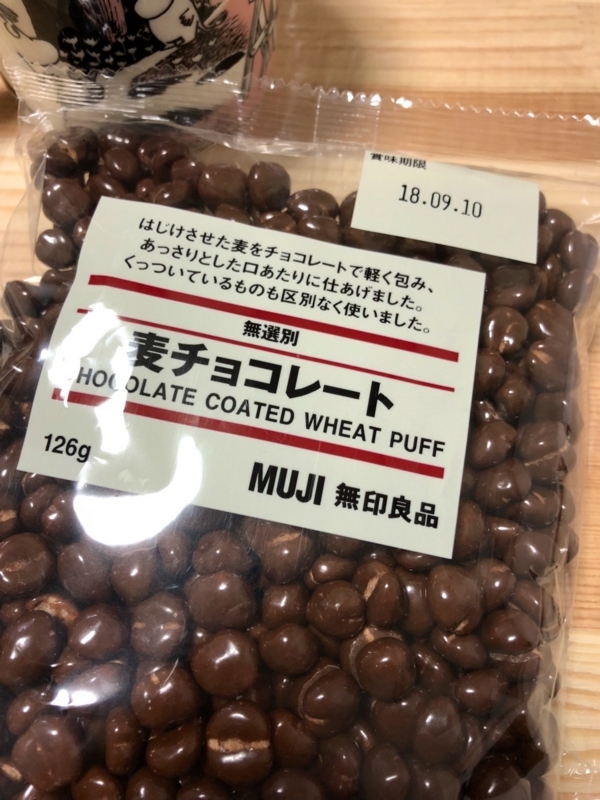 賞味期限
18.09.10
はじけさせた麦をチョコレートで軽く包み、
あっさりとした口あたりに仕あげました。
くっついているものも区別なく使いました。
無選別
麦チョコレート
CHOCOLATE COATED WHEAT PUFF
126g
MUJI 無印良品